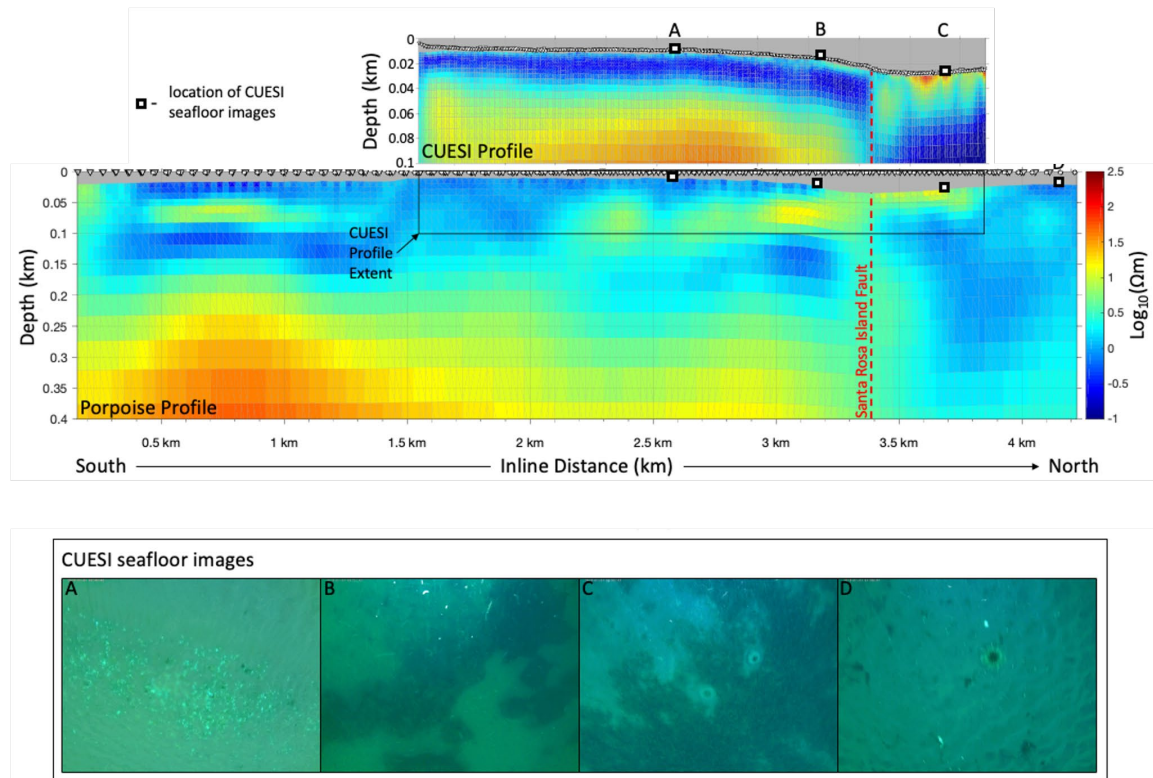 A
B
C
location of CUESI
seafloor images
Depth (km)
0
0.02
0.04
0.06
0.08
0.1
CUESI Profile
D
Depth (km)
0
0.05
0.1
0.15
0.2
0.25
0.3
0.35
0.4
CUESI
Profile
Extent
Santa Rosa Island Fault
Porpoise Profile
2.5
2
1.5
1
0.5
0
-0.5
-1
Log10(Ωm)
0.5 km
1 km
1.5 km
2 km
2.5 km
3 km
3.5 km
4 km
South
Inline Distance (km)
North
CUESI seafloor images
A
B
C
D